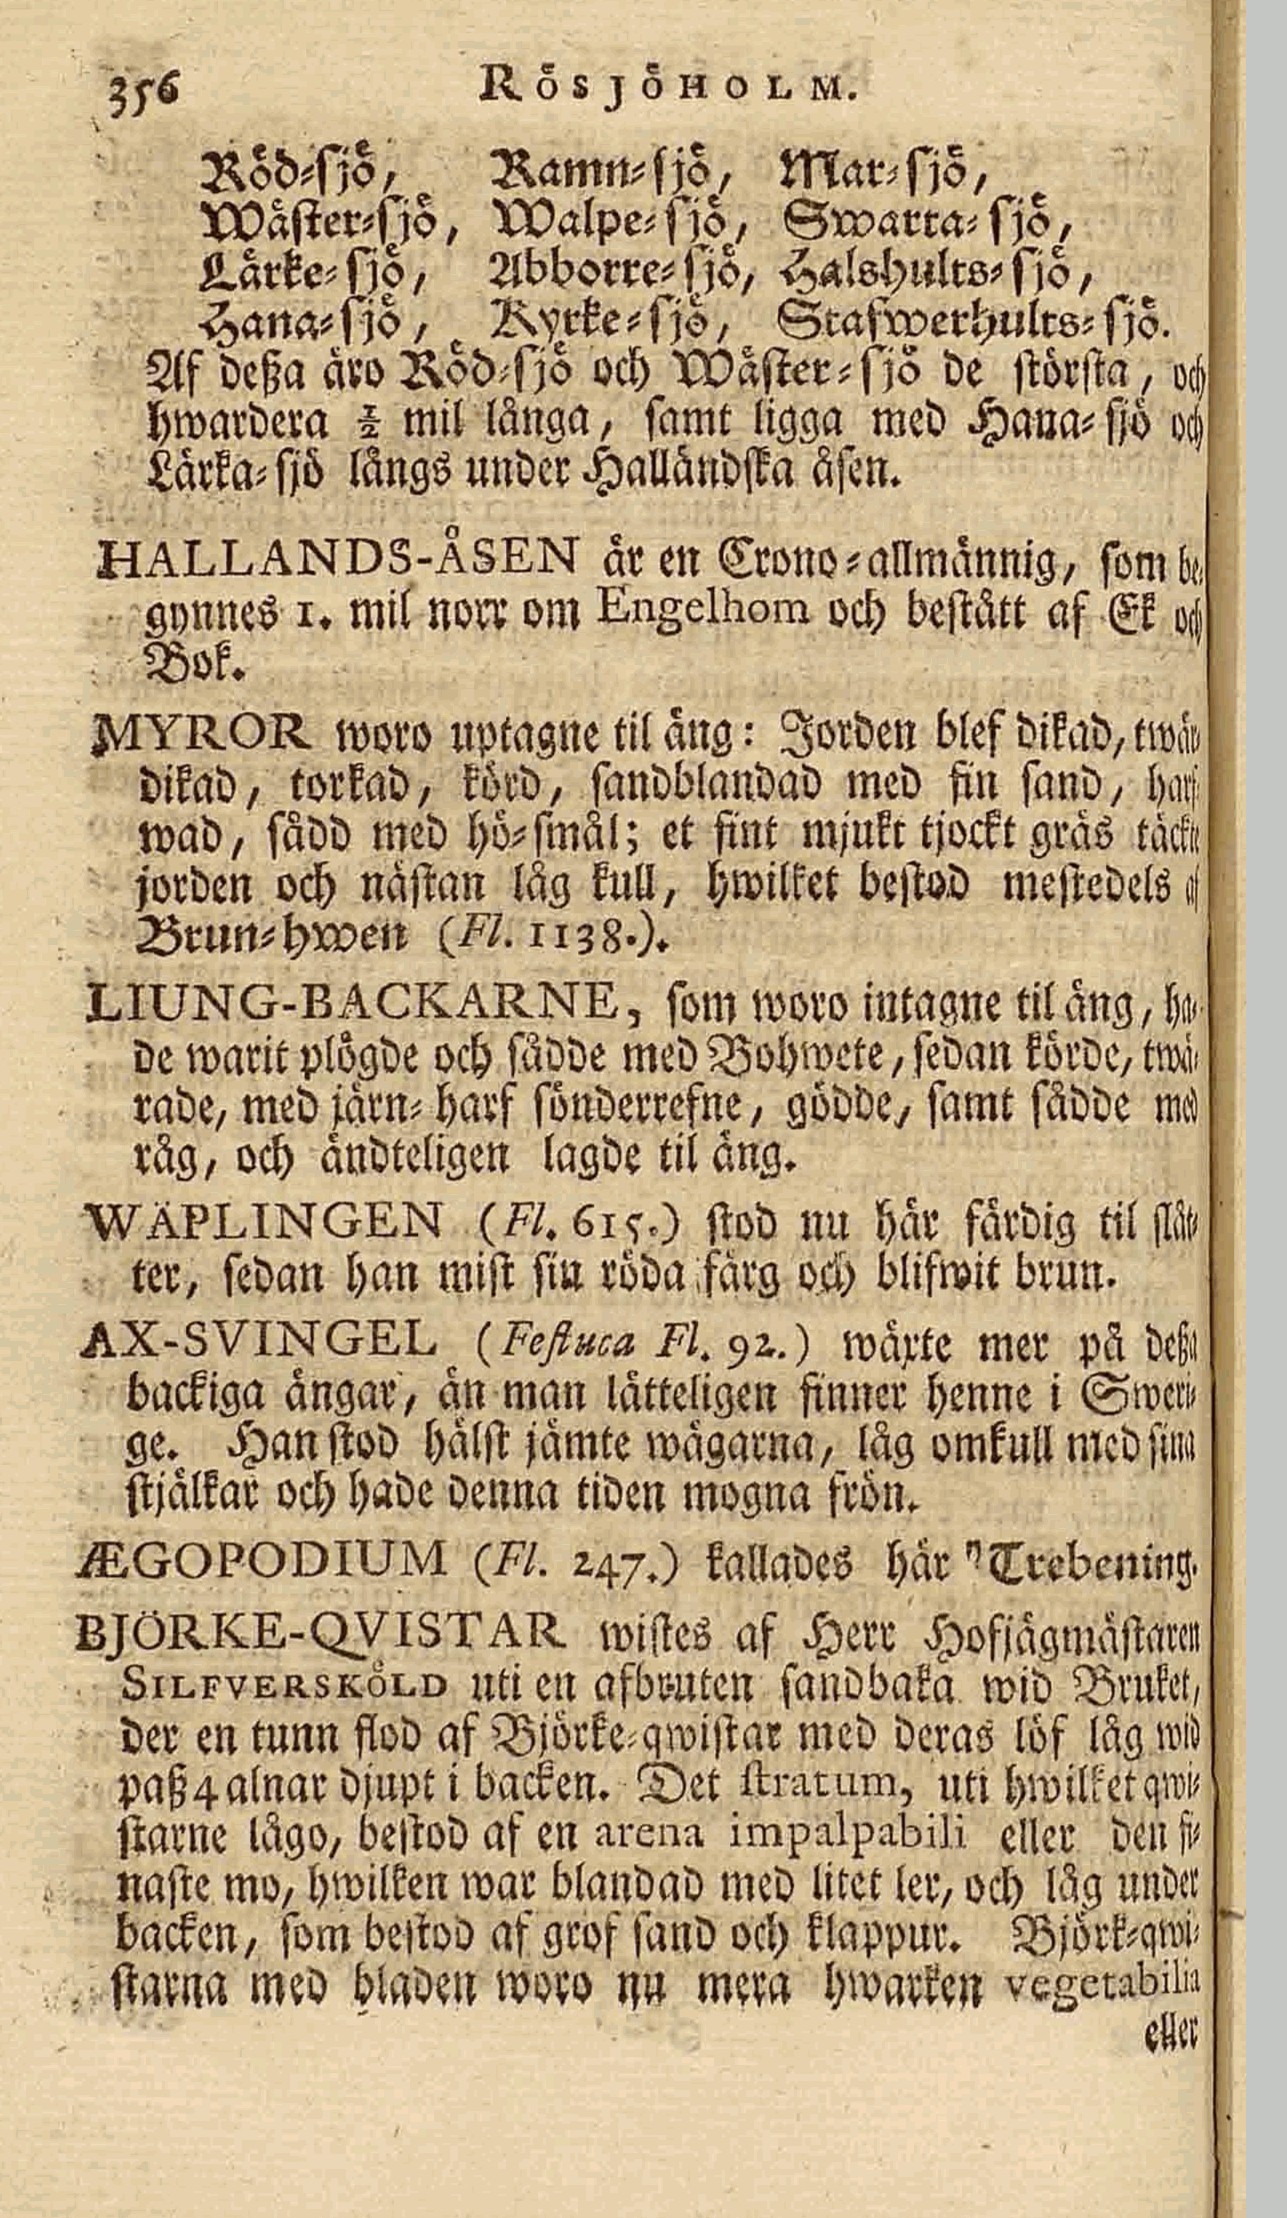 356 RÖSJÖHOLM.
Röd-sjö, Ramn-sjö, Mar-sjö,
Wäster-sjö, Walpe-sjö, Swarta-sjö,
Lärke-sjö, Abborre-sjö, Halshults-sjö,
Hana-sjö, Kyrke-sjö, Stafwerhults-sjö.
Af deßa äro Röd-sjö och Wäster-sjö de största, och
hwardera ½ mil långa, samt ligga med Hana-sjö och
Lärka-sjö långs under Halländska åsen.
HALLANDS-ÅSEN är en Crono-allmännig, som be-
gynnes 1. mil norr om Engelhom och bestått af Ek och
Bok.
MYROR woro uptagne til äng: Jorden blef dikad, twär-
dikad, torkad, körd, sandblandad med fin sand, harf-
wad, sådd med hö-smål; et fint mjukt tjockt gräs täckte
jorden och nästan låg kull, hwilket bestod mestedels af
Brun-hwen (Fl. 1138.).
LIUNG-BACKARNE, som woro intagne til äng, ha-
de warit plögde och sådde med Bohwete, sedan körde, twä-
rade, med järn-harf sönderrefne, gödde, samt sådde med
råg, och ändteligen lagde til äng.
WÄPLINGEN (Fl. 615.) stod nu här färdig til slåt-
ter, sedan han mist sin röda färg och blifwit brun.
AX-SVINGEL (Festuca Fl. 92.) wäxte mer på deßa
backiga ängar, än man lätteligen finner henne i Sweri-
ge. Han stod hälst jämte wägarna, låg omkull med sina
stjälkar och hade denna tiden mogna frön.
ÆGOPODIUM (Fl. 247.) kallades här "Trebening.
BJÖRKE-QVISTAR wistes af Herr Hofjägmästaren
SILFVERSKÖLD uti en afbruten sandbaka wid Bruket,
der en tunn flod af Björke-qwistar med deras löf låg wid
paß 4 alnar djupt i backen. Det stratum, uti hwilket qwi-
starne lågo, bestod af en arena impalpabili eller den fi-
naste mo, hwilken war blandad med litet ler, och låg under
backen, som bestod af grof sand och klappur. Björk-qwi-
starna med bladen woro nu mera hwarken vegetabilia
eller